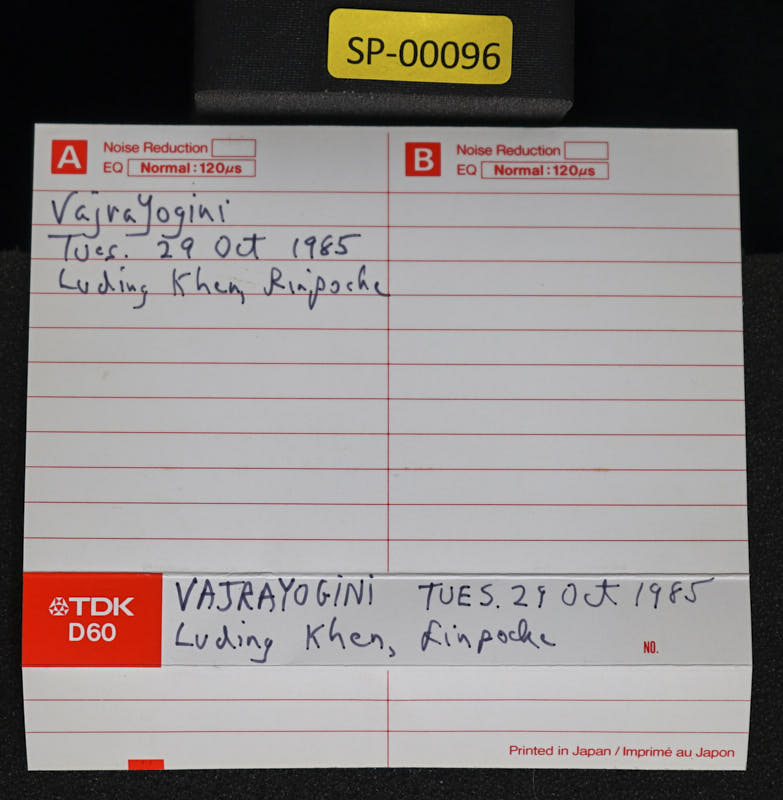 SP-00096
A Noise Reduction
EQ Normal : 120µs
B Noise Reduction
EQ Normal : 120µs
VajraYogini
Tues. 29 Oct 1985
Luding Khen, Rinpoche
TDK
D60
VAJRAYOGiNi TUES. 29 Oct 1985
Luding Khen, Rinpoche
NO.
Printed in Japan / Imprimé au Japon